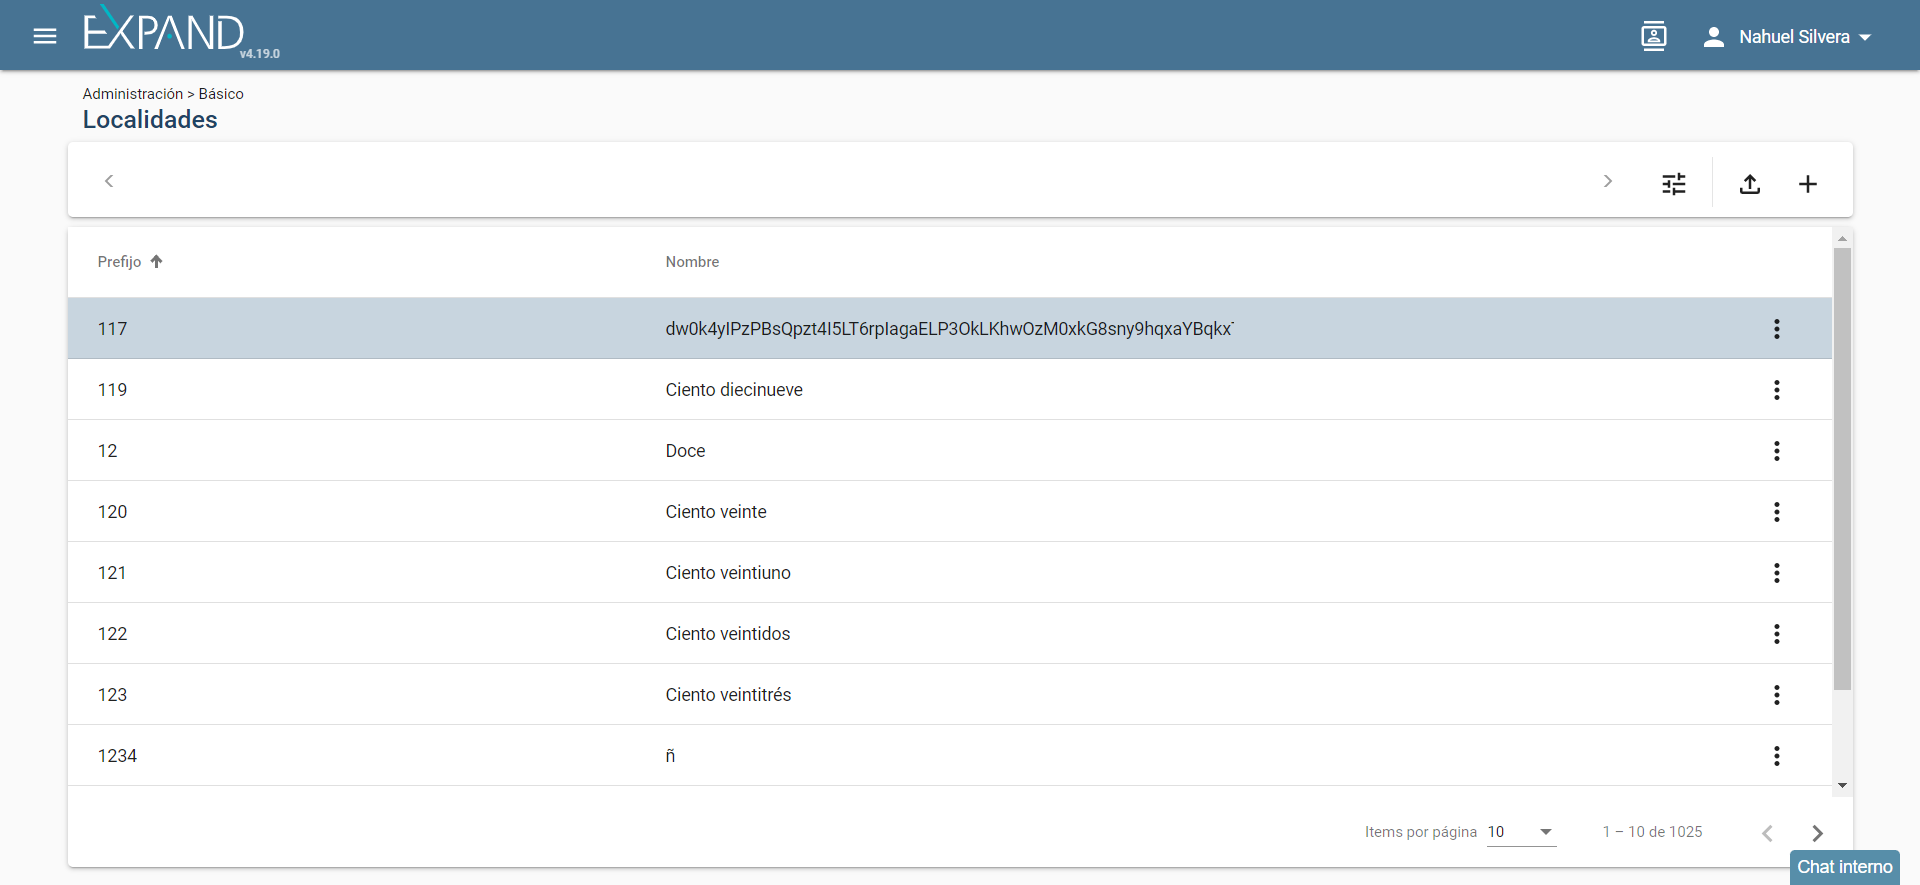 EXPAND
v4.19.0
Nahuel Silvera
Administración > Básico
Localidades
Prefijo Nombre
117 dw0k4yIPzPBsQpzt4I5LT6rpIagaELP3OkLKhwOzM0xkG8sny9hqxaYBqkx
119 Ciento diecinueve
12 Doce
120 Ciento veinte
121 Ciento veintiuno
122 Ciento veintidos
123 Ciento veintitrés
1234 ñ
Items por página 10 1 – 10 de 1025
Chat interno